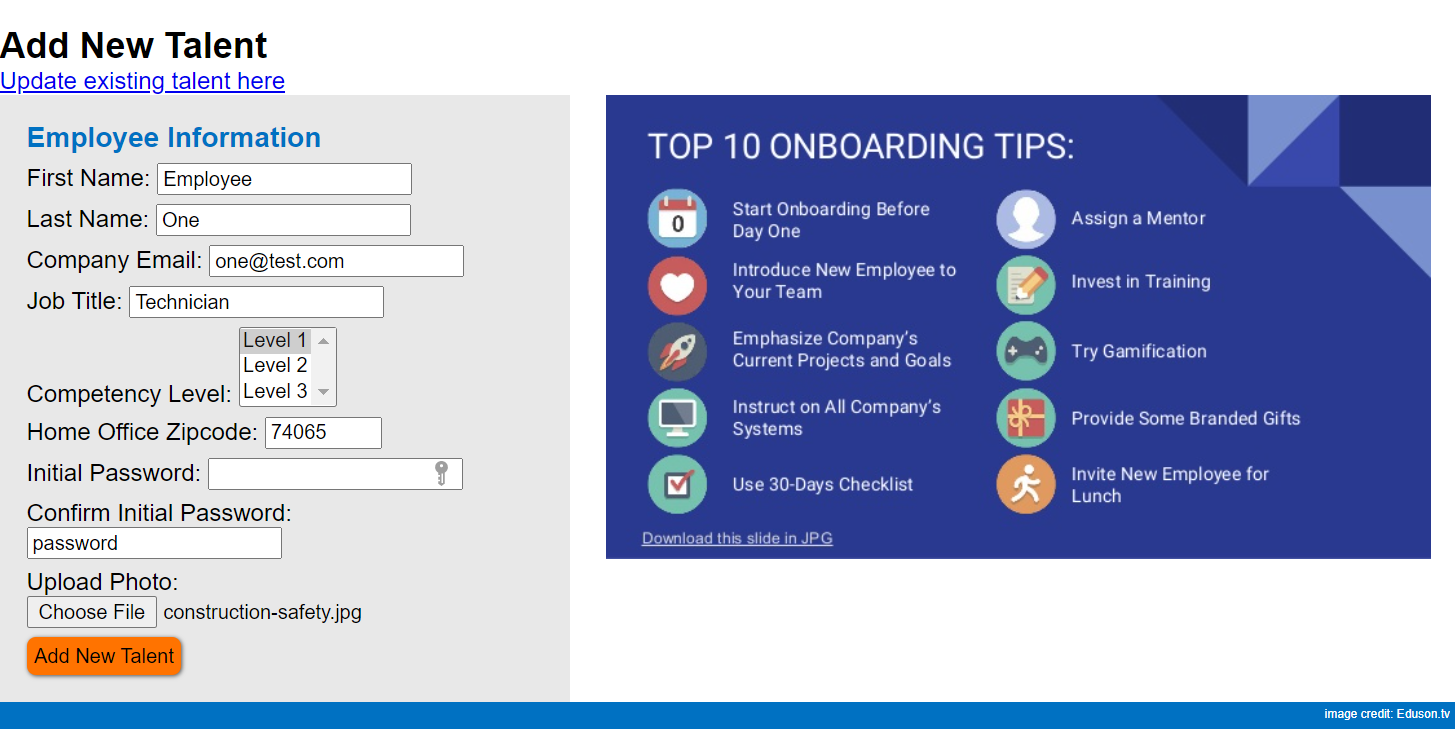 Add New Talent
Update existing talent here
Employee Information
First Name: Employee
Last Name: One
Company Email: one@test.com
Job Title: Technician
Level 1
Level 2
Level 3
Competency Level:
Home Office Zipcode: 74065
Initial Password:
Confirm Initial Password:
password
Upload Photo:
Choose File construction-safety.jpg
Add New Talent
TOP 10 ONBOARDING TIPS:
0
Start Onboarding Before
Day One
Introduce New Employee to
Your Team
Emphasize Company's
Current Projects and Goals
Instruct on All Company's
Systems
Use 30-Days Checklist
Assign a Mentor
Invest in Training
Try Gamification
Provide Some Branded Gifts
Invite New Employee for
Lunch
Download this slide in JPG
image credit: Eduson.tv